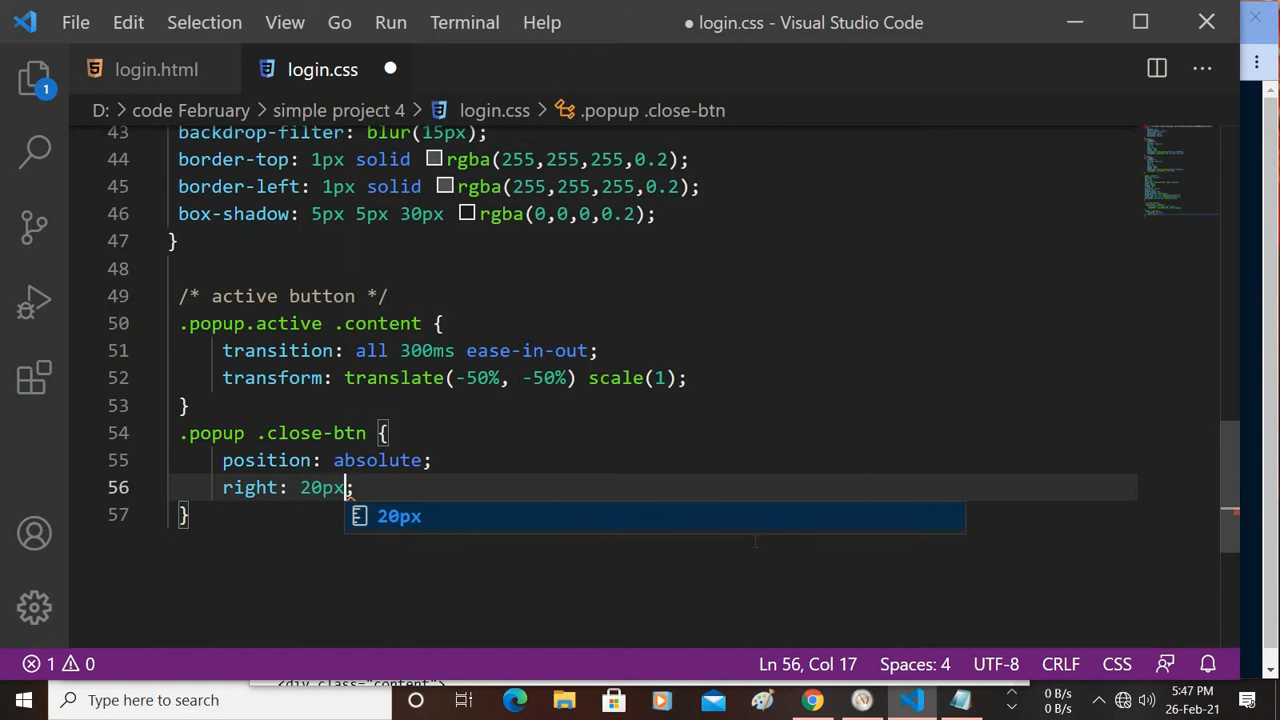 File Edit Selection View Go Run Terminal Help ● login.css - Visual Studio Code
login.html login.css
1
D: > code February > simple project 4 > login.css > .popup .close-btn
43 backdrop-filter: blur(15px);
44 border-top: 1px solid rgba(255,255,255,0.2);
45 border-left: 1px solid rgba(255,255,255,0.2);
46 box-shadow: 5px 5px 30px rgba(0,0,0,0.2);
47 }
48
49 /* active button */
50 .popup.active .content {
51 transition: all 300ms ease-in-out;
52 transform: translate(-50%, -50%) scale(1);
53 }
54 .popup .close-btn {
55 position: absolute;
56 right: 20px;
20px
57 }
1 0 Ln 56, Col 17 Spaces: 4 UTF-8 CRLF CSS
<div class="content">
Type here to search
0 B/s
0 B/s
5:47 PM
26-Feb-21